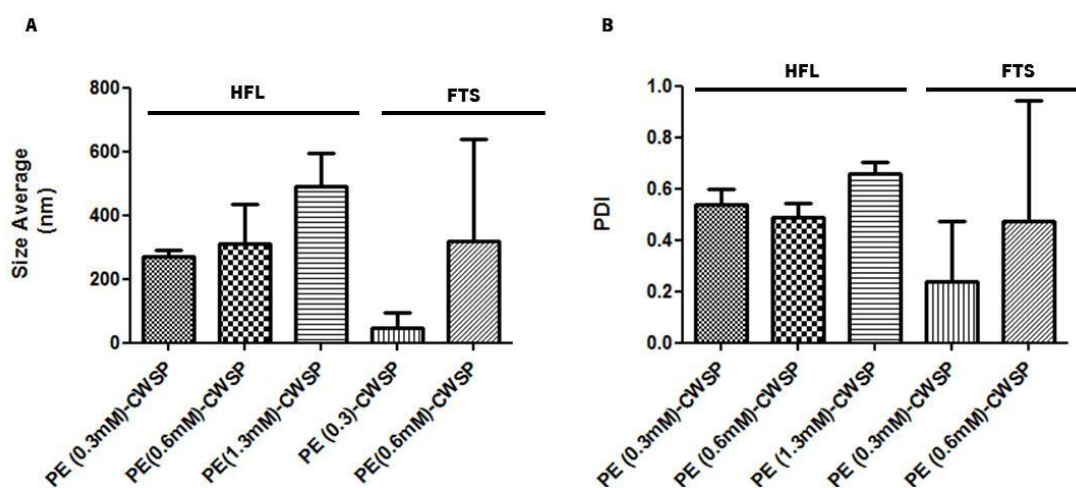 A
HFL
FTS
Size Average
(nm)
800
600
400
200
0
PE (0.3mM)-CWSP
PE(0.6mM)-CWSP
PE(1.3mM)-CWSP
PE (0.3)-CWSP
PE(0.6mM)-CWSP
B
HFL
FTS
PDI
1.0
0.8
0.6
0.4
0.2
0.0
PE (0.3mM)-CWSP
PE (0.6mM)-CWSP
PE (1.3mM)-CWSP
PE (0.3mM)-CWSP
PE (0.6mM)-CWSP